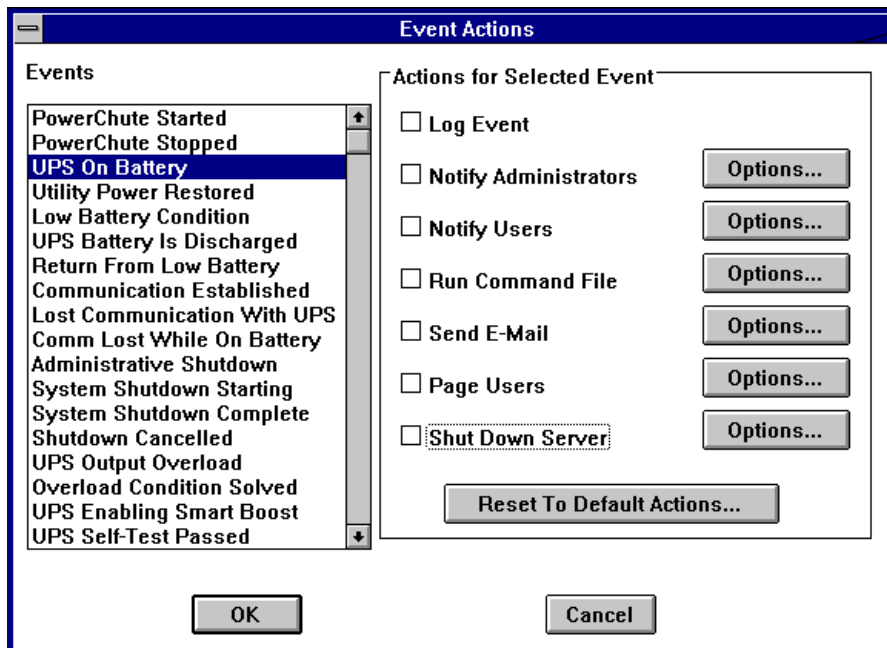 Event Actions
Events
PowerChute Started
PowerChute Stopped
UPS On Battery
Utility Power Restored
Low Battery Condition
UPS Battery Is Discharged
Return From Low Battery
Communication Established
Lost Communication With UPS
Comm Lost While On Battery
Administrative Shutdown
System Shutdown Starting
System Shutdown Complete
Shutdown Cancelled
UPS Output Overload
Overload Condition Solved
UPS Enabling Smart Boost
UPS Self-Test Passed
Actions for Selected Event
Log Event
Notify Administrators Options...
Notify Users Options...
Run Command File Options...
Send E-Mail Options...
Page Users Options...
Shut Down Server Options...
Reset To Default Actions...
OK Cancel